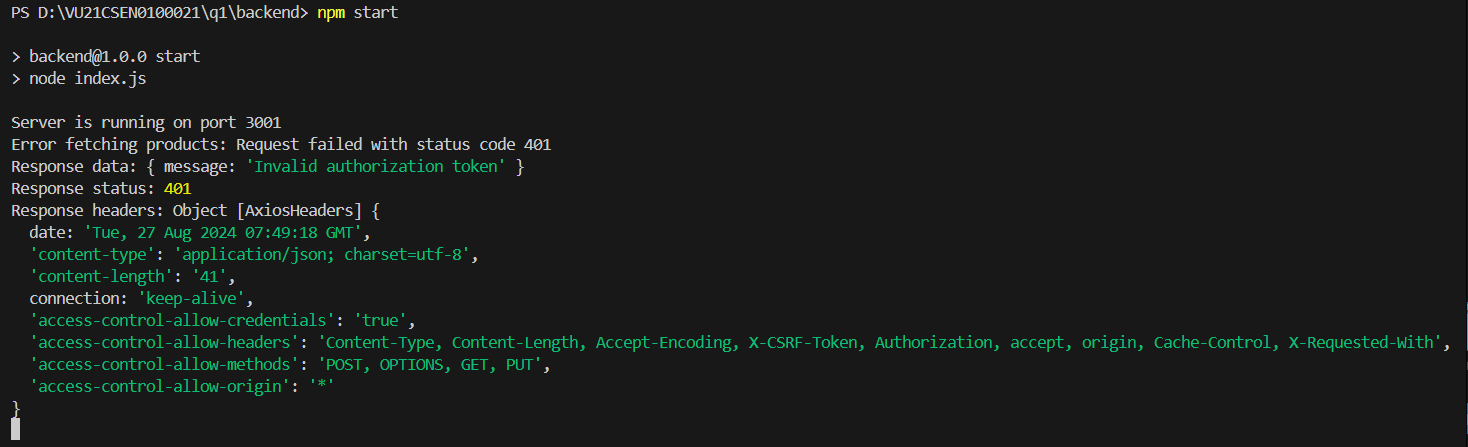 PS D:\VU21CSEN0100021\q1\backend> npm start
> backend@1.0.0 start
> node index.js
Server is running on port 3001
Error fetching products: Request failed with status code 401
Response data: { message: 'Invalid authorization token' }
Response status: 401
Response headers: Object [AxiosHeaders] {
  date: 'Tue, 27 Aug 2024 07:49:18 GMT',
  'content-type': 'application/json; charset=utf-8',
  'content-length': '41',
  connection: 'keep-alive',
  'access-control-allow-credentials': 'true',
  'access-control-allow-headers': 'Content-Type, Content-Length, Accept-Encoding, X-CSRF-Token, Authorization, accept, origin, Cache-Control, X-Requested-With',
  'access-control-allow-methods': 'POST, OPTIONS, GET, PUT',
  'access-control-allow-origin': '*'
}